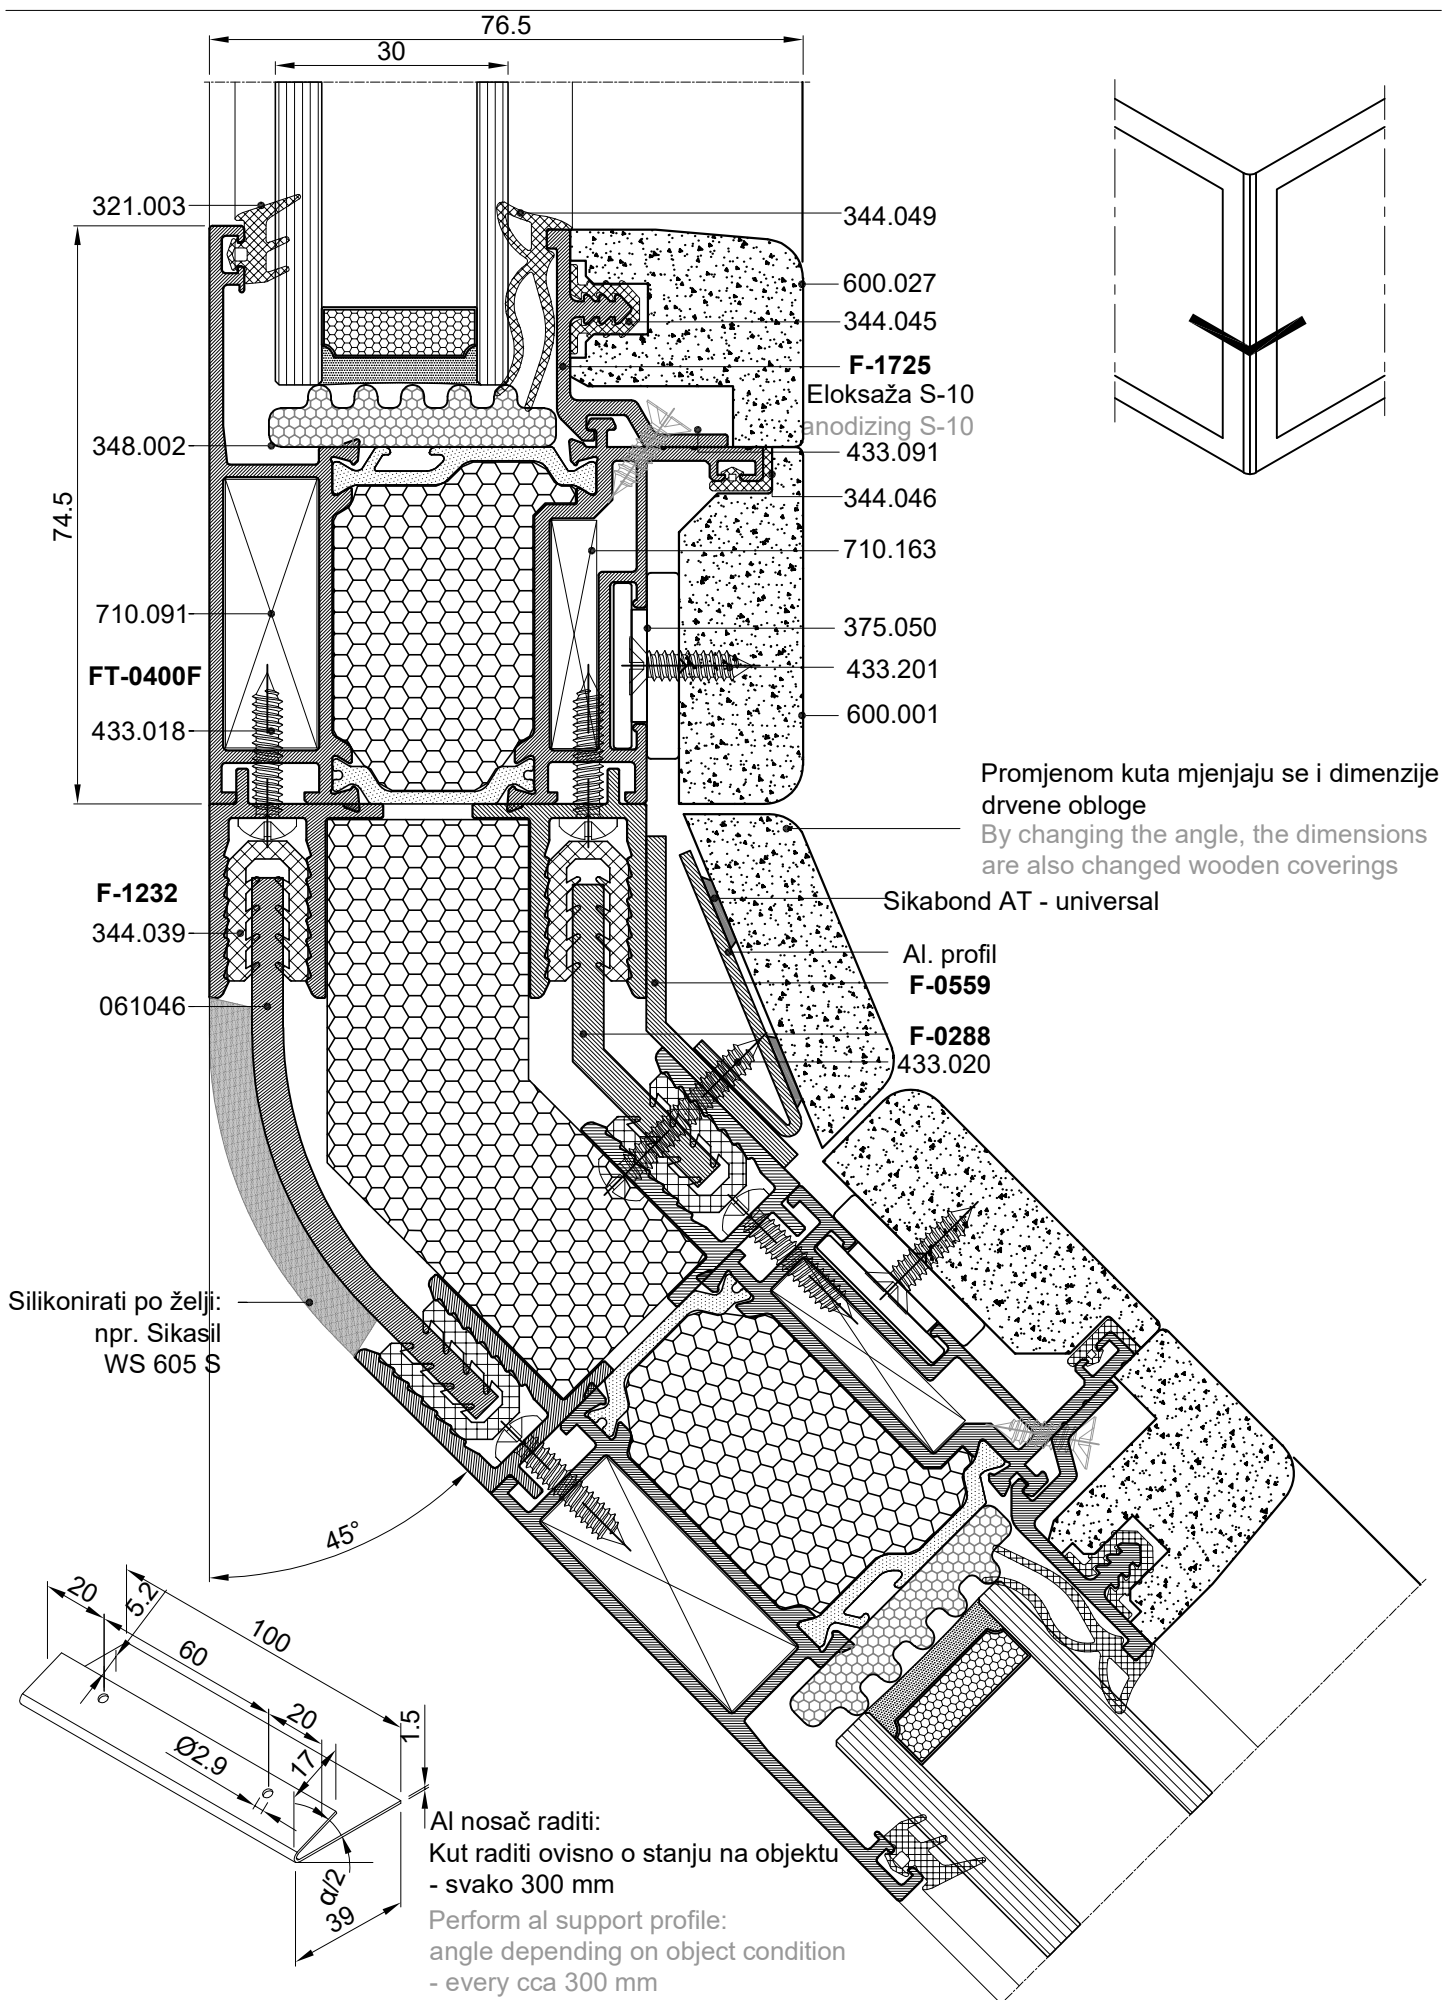 76.5
30
321.003
344.049
600.027
344.045
F-1725
Eloksaža S-10
anodizing S-10
348.002
433.091
344.046
74.5
710.163
710.091
375.050
FT-0400F
433.201
433.018
600.001
Promjenom kuta mjenjaju se i dimenzije
drvene obloge
By changing the angle, the dimensions
are also changed wooden coverings
F-1232
Sikabond AT - universal
344.039
Al. profil
F-0559
061046
F-0288
433.020
Silikonirati po želji:
npr. Sikasil
WS 605 S
45°
20
5.2
60
100
20
17
Ø2.9
1.5
α/2
39
Al nosač raditi:
Kut raditi ovisno o stanju na objektu
- svako 300 mm
Perform al support profile:
angle depending on object condition
- every cca 300 mm